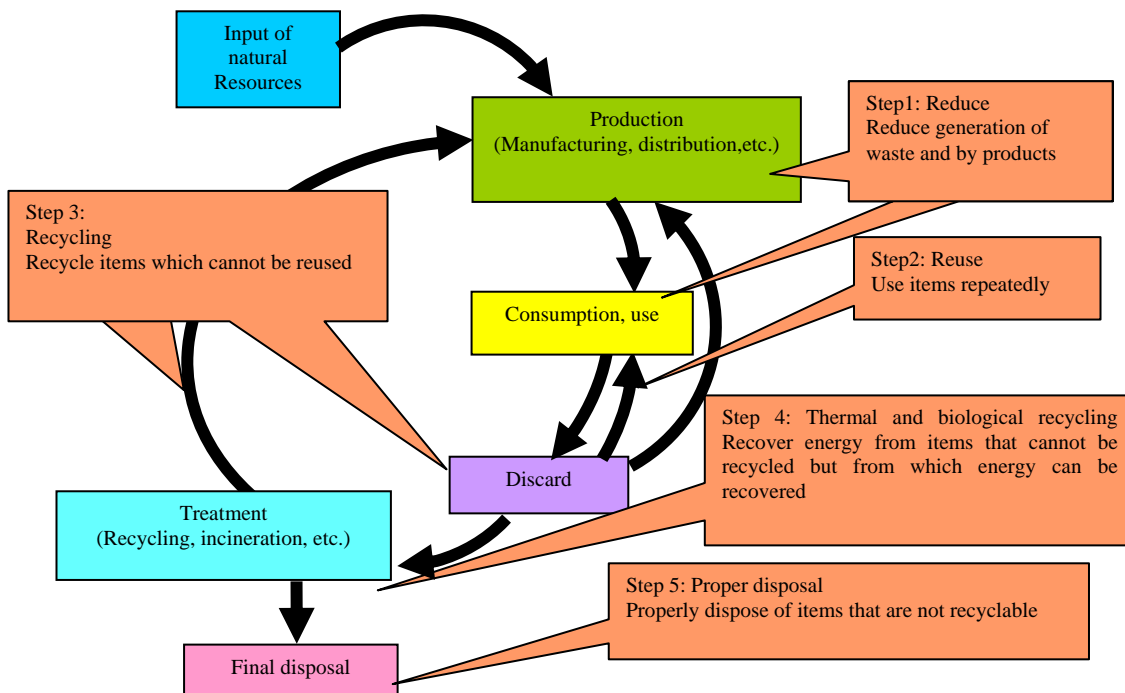 Input of
natural
Resources
Production
(Manufacturing, distribution,etc.)
Step1: Reduce
Reduce generation of
waste and by products
Step 3:
Recycling
Recycle items which cannot be reused
Step2: Reuse
Use items repeatedly
Consumption, use
Step 4: Thermal and biological recycling
Recover energy from items that cannot be
recycled but from which energy can be
recovered
Discard
Treatment
(Recycling, incineration, etc.)
Step 5: Proper disposal
Properly dispose of items that are not recyclable
Final disposal